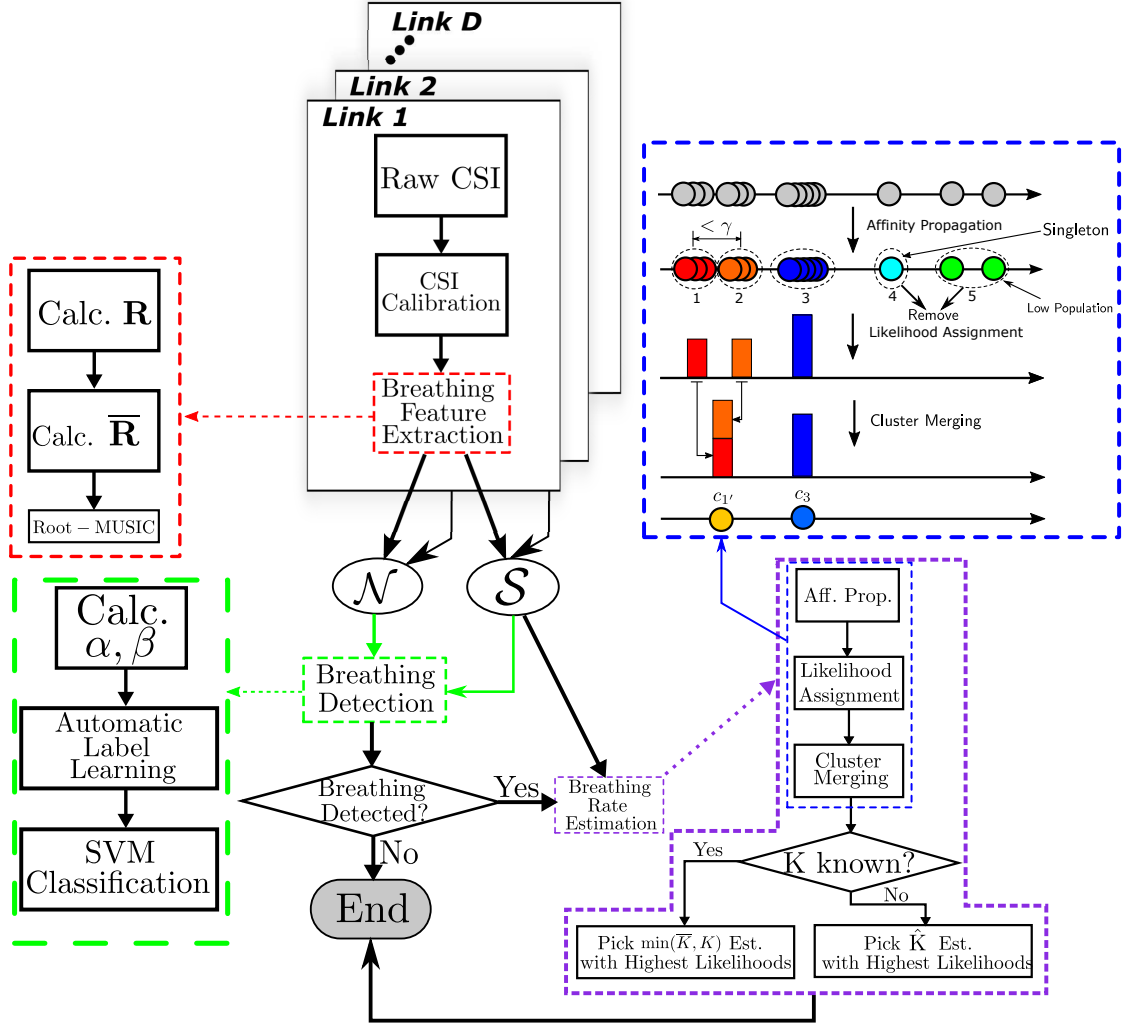 Link D
Link 2
Link 1
Raw CSI
CSI
Calibration
Breathing
Feature
Extraction
Calc. R
Calc. R̅
Root – MUSIC
𝒩
𝒮
Calc.
α, β
Automatic
Label
Learning
SVM
Classification
Breathing
Detection
Breathing
Detected?
Yes
No
End
Breathing
Rate
Estimation
Affinity Propagation
< γ
Singleton
1
2
3
4
5
Remove
Low Population
Likelihood Assignment
Cluster Merging
c1′
c3
Aff. Prop.
Likelihood
Assignment
Cluster
Merging
K known?
Yes
No
Pick min(K̅, K) Est.
with Highest Likelihoods
Pick K̂ Est.
with Highest Likelihoods